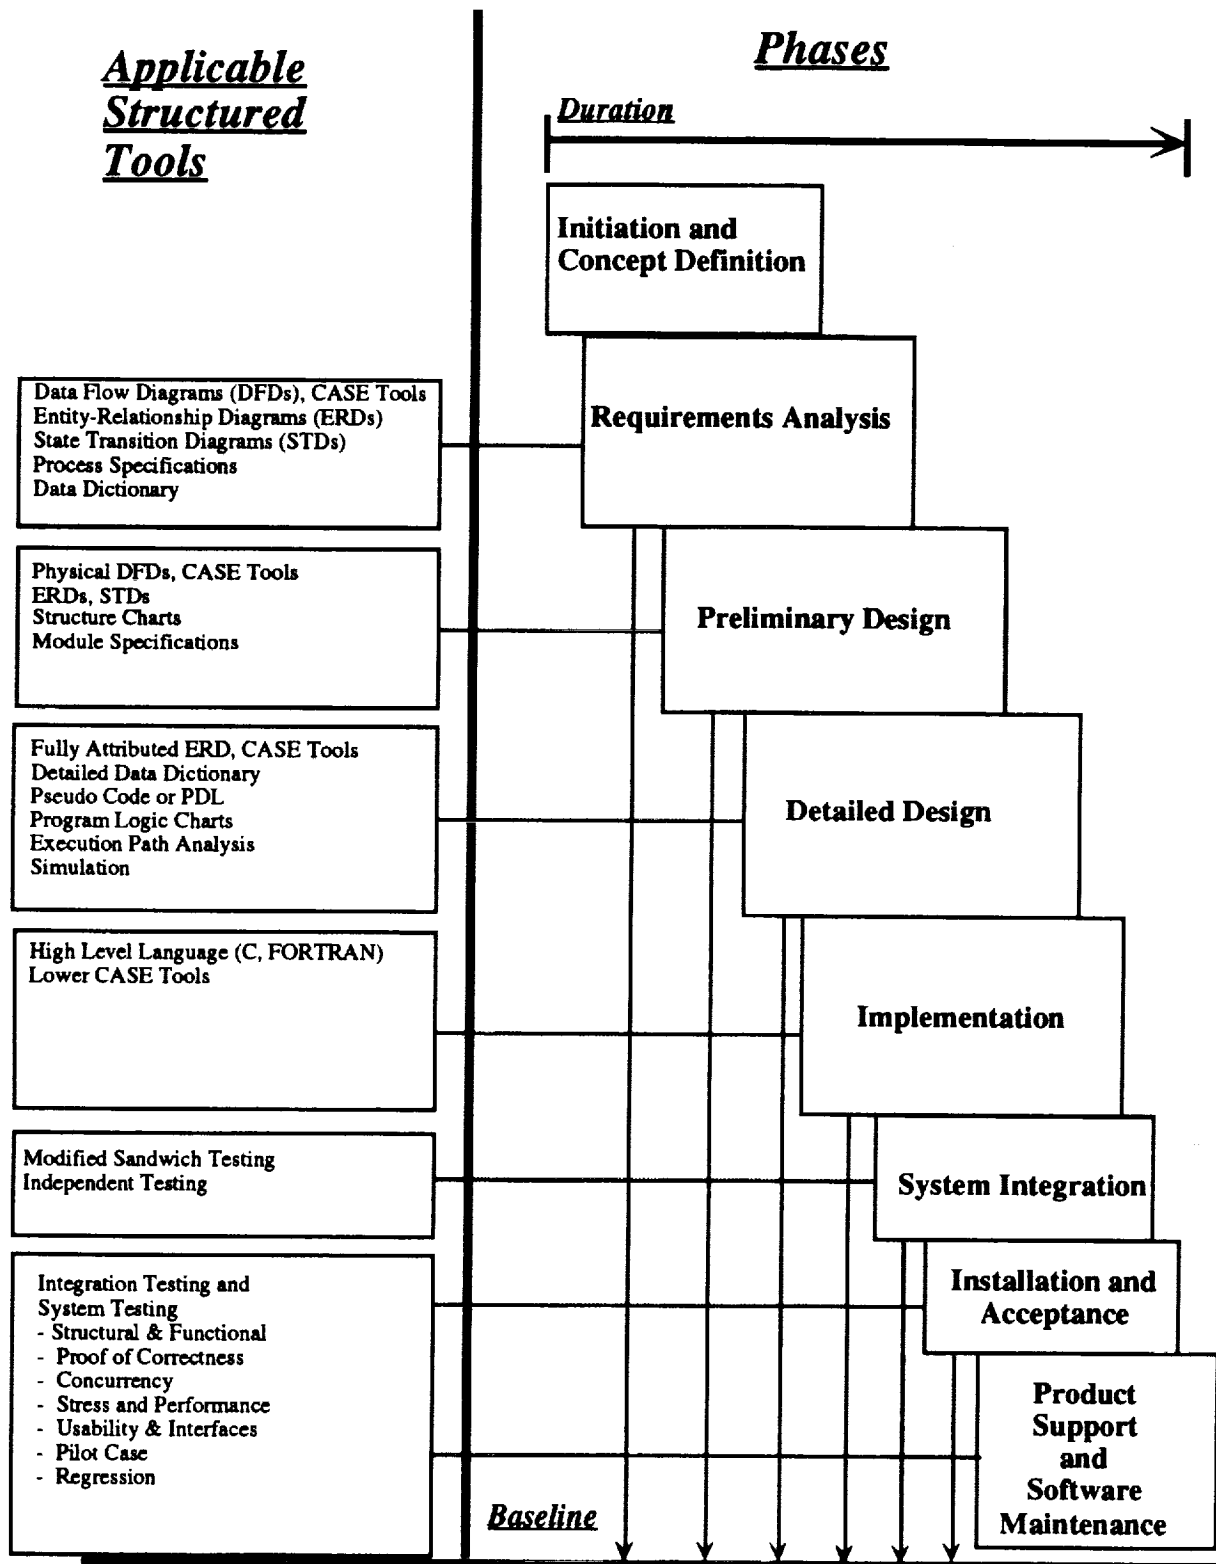 Applicable
Structured
Tools
Phases
Duration
Initiation and
Concept Definition
Data Flow Diagrams (DFDs), CASE Tools
Entity-Relationship Diagrams (ERDs)
State Transition Diagrams (STDs)
Process Specifications
Data Dictionary
Requirements Analysis
Physical DFDs, CASE Tools
ERDs, STDs
Structure Charts
Module Specifications
Preliminary Design
Fully Attributed ERD, CASE Tools
Detailed Data Dictionary
Pseudo Code or PDL
Program Logic Charts
Execution Path Analysis
Simulation
Detailed Design
High Level Language (C, FORTRAN)
Lower CASE Tools
Implementation
Modified Sandwich Testing
Independent Testing
System Integration
Integration Testing and
System Testing
- Structural & Functional
- Proof of Correctness
- Concurrency
- Stress and Performance
- Usability & Interfaces
- Pilot Case
- Regression
Installation and
Acceptance
Product
Support
and
Software
Maintenance
Baseline